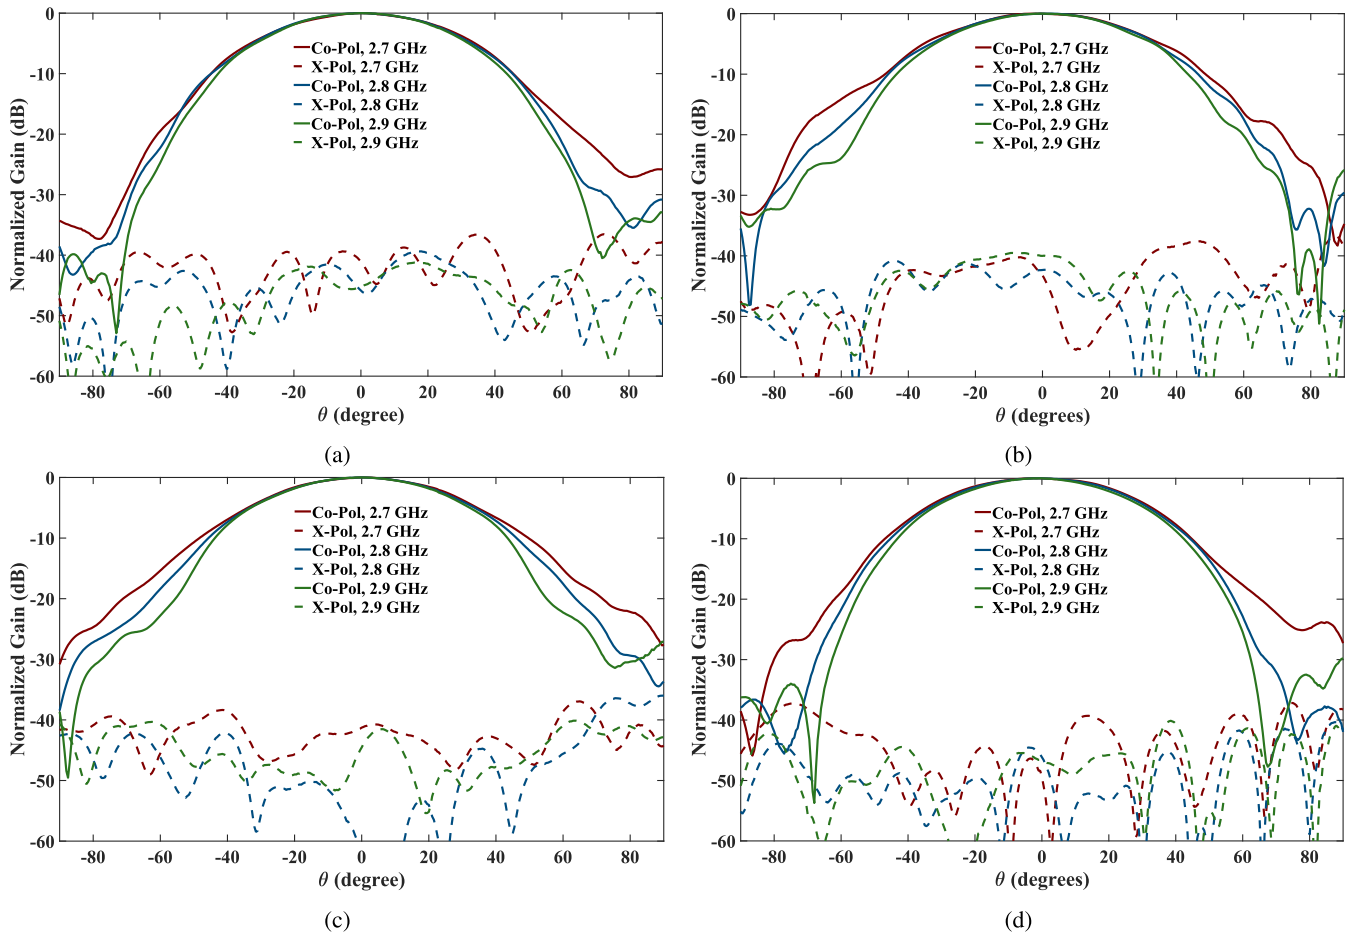 0
-10
-20
-30
-40
-50
-60
Normalized Gain (dB)
Co-Pol, 2.7 GHz
X-Pol, 2.7 GHz
Co-Pol, 2.8 GHz
X-Pol, 2.8 GHz
Co-Pol, 2.9 GHz
X-Pol, 2.9 GHz
-80 -60 -40 -20 0 20 40 60 80
θ (degree)
(a)
0
-10
-20
-30
-40
-50
-60
Normalized Gain (dB)
Co-Pol, 2.7 GHz
X-Pol, 2.7 GHz
Co-Pol, 2.8 GHz
X-Pol, 2.8 GHz
Co-Pol, 2.9 GHz
X-Pol, 2.9 GHz
-80 -60 -40 -20 0 20 40 60 80
θ (degrees)
(b)
0
-10
-20
-30
-40
-50
-60
Normalized Gain (dB)
Co-Pol, 2.7 GHz
X-Pol, 2.7 GHz
Co-Pol, 2.8 GHz
X-Pol, 2.8 GHz
Co-Pol, 2.9 GHz
X-Pol, 2.9 GHz
-80 -60 -40 -20 0 20 40 60 80
θ (degree)
(c)
0
-10
-20
-30
-40
-50
-60
Normalized Gain (dB)
Co-Pol, 2.7 GHz
X-Pol, 2.7 GHz
Co-Pol, 2.8 GHz
X-Pol, 2.8 GHz
Co-Pol, 2.9 GHz
X-Pol, 2.9 GHz
-80 -60 -40 -20 0 20 40 60 80
θ (degrees)
(d)